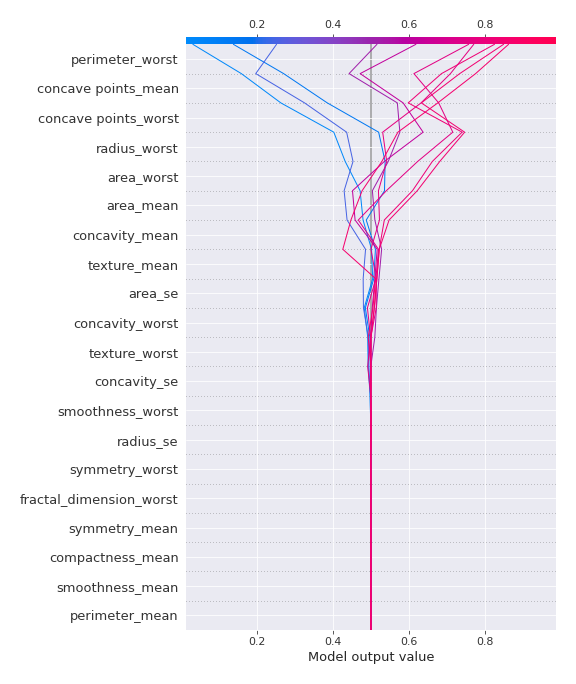 0.2 0.4 0.6 0.8
perimeter_worst
concave points_mean
concave points_worst
radius_worst
area_worst
area_mean
concavity_mean
texture_mean
area_se
concavity_worst
texture_worst
concavity_se
smoothness_worst
radius_se
symmetry_worst
fractal_dimension_worst
symmetry_mean
compactness_mean
smoothness_mean
perimeter_mean
0.2 0.4 0.6 0.8
Model output value